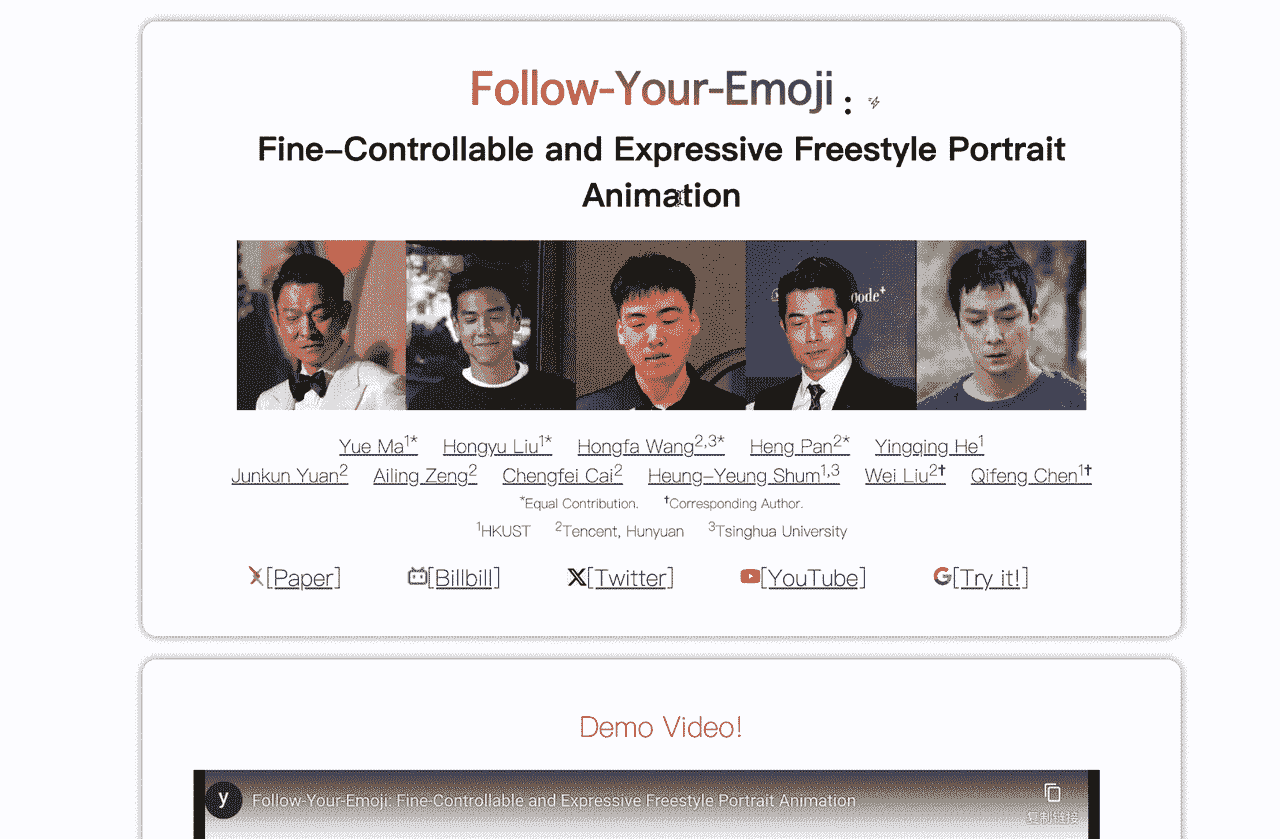 Follow-Your-Emoji :
Fine-Controllable and Expressive Freestyle Portrait
Animation
ode+
Yue Ma1* Hongyu Liu1* Hongfa Wang2,3* Heng Pan2* Yingqing He1
Junkun Yuan2 Ailing Zeng2 Chengfei Cai2 Heung-Yeung Shum1,3 Wei Liu2† Qifeng Chen1†
*Equal Contribution. †Corresponding Author.
1HKUST 2Tencent, Hunyuan 3Tsinghua University
[Paper] [Billbill] [Twitter] [YouTube] [Try it!]
Demo Video!
y Follow-Your-Emoji: Fine-Controllable and Expressive Freestyle Portrait Animation
复制链接